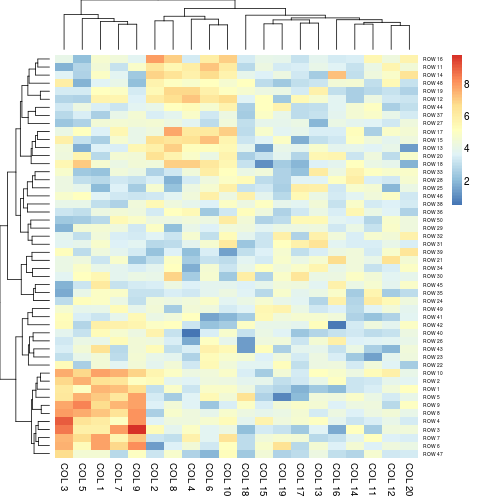 ROW 16
ROW 11
ROW 14
ROW 48
ROW 19
ROW 12
ROW 44
ROW 37
ROW 27
ROW 17
ROW 15
ROW 13
ROW 20
ROW 18
ROW 33
ROW 28
ROW 25
ROW 46
ROW 38
ROW 36
ROW 50
ROW 29
ROW 32
ROW 31
ROW 39
ROW 21
ROW 34
ROW 30
ROW 45
ROW 35
ROW 24
ROW 49
ROW 41
ROW 42
ROW 40
ROW 26
ROW 43
ROW 23
ROW 22
ROW 10
ROW 2
ROW 1
ROW 5
ROW 9
ROW 8
ROW 4
ROW 3
ROW 7
ROW 6
ROW 47
COL 3
COL 5
COL 1
COL 7
COL 9
COL 2
COL 8
COL 4
COL 6
COL 10
COL 18
COL 15
COL 19
COL 17
COL 13
COL 16
COL 14
COL 11
COL 12
COL 20
8
6
4
2